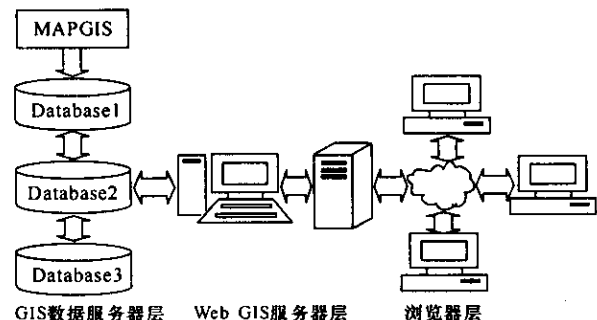 MAPGIS
Database1
Database2
Database3
GIS数据服务器层 Web GIS服务器层 浏览器层